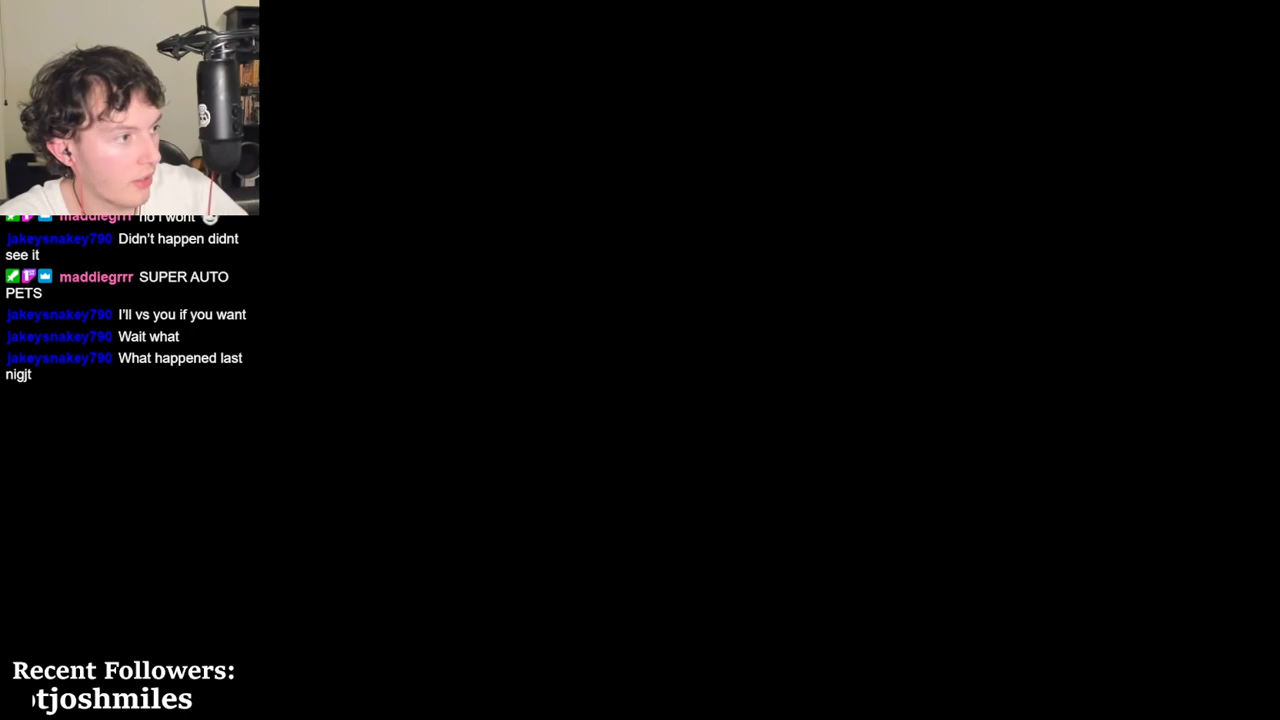 maddiegrrr no i wont
jakeysnakey790 Didn't happen didnt
see it
maddiegrrr SUPER AUTO
PETS
jakeysnakey790 I'll vs you if you want
jakeysnakey790 Wait what
jakeysnakey790 What happened last
nigjt
Recent Followers:
tjoshmiles